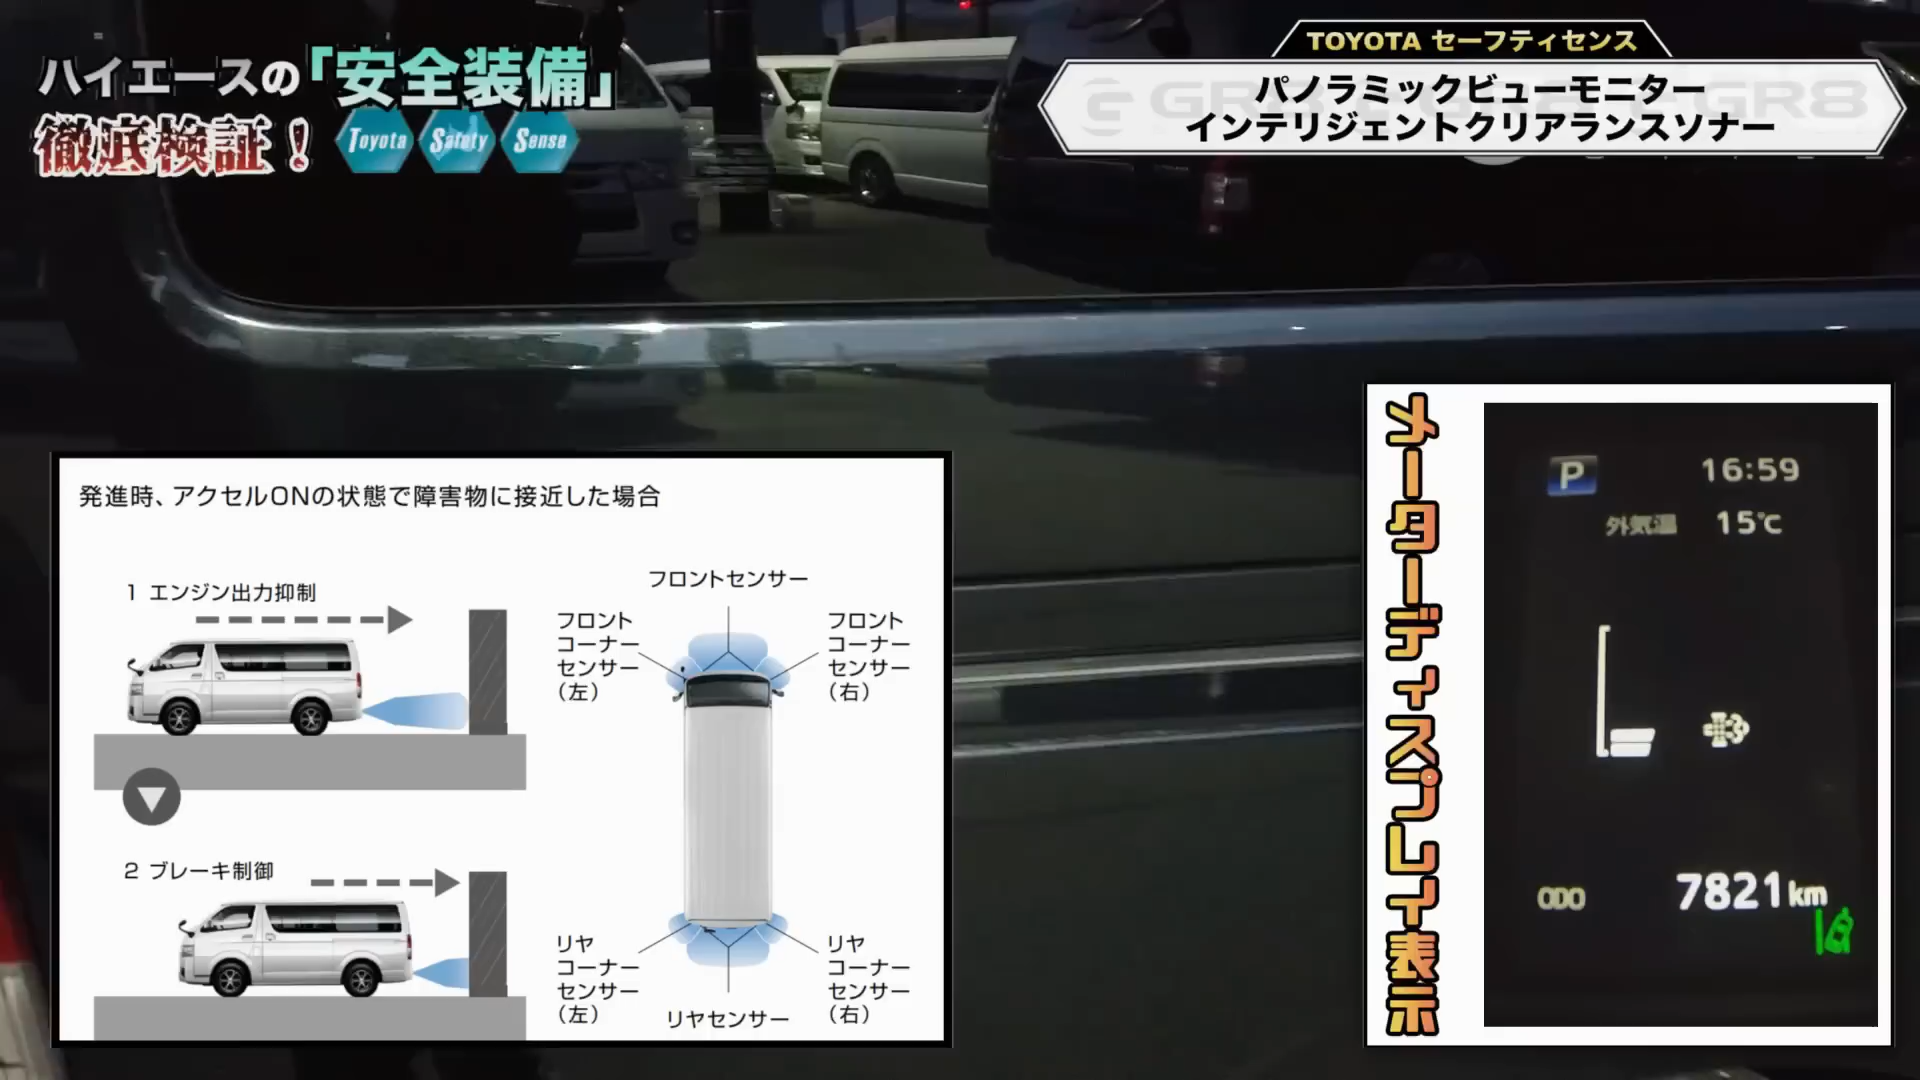 ハイエースの「安全装備」
徹底検証！
Toyota Safety Sense
TOYOTA セーフティセンス
パノラミックビューモニター
インテリジェントクリアランスソナー
発進時、アクセルONの状態で障害物に接近した場合
1 エンジン出力抑制
2 ブレーキ制御
フロントセンサー
フロント
コーナー
センサー
（左）
フロント
コーナー
センサー
（右）
リヤ
コーナー
センサー
（左）
リヤセンサー
リヤ
コーナー
センサー
（右）
メーターディスプレイ表示
P 16:59
外気温 15℃
ODO 7821km